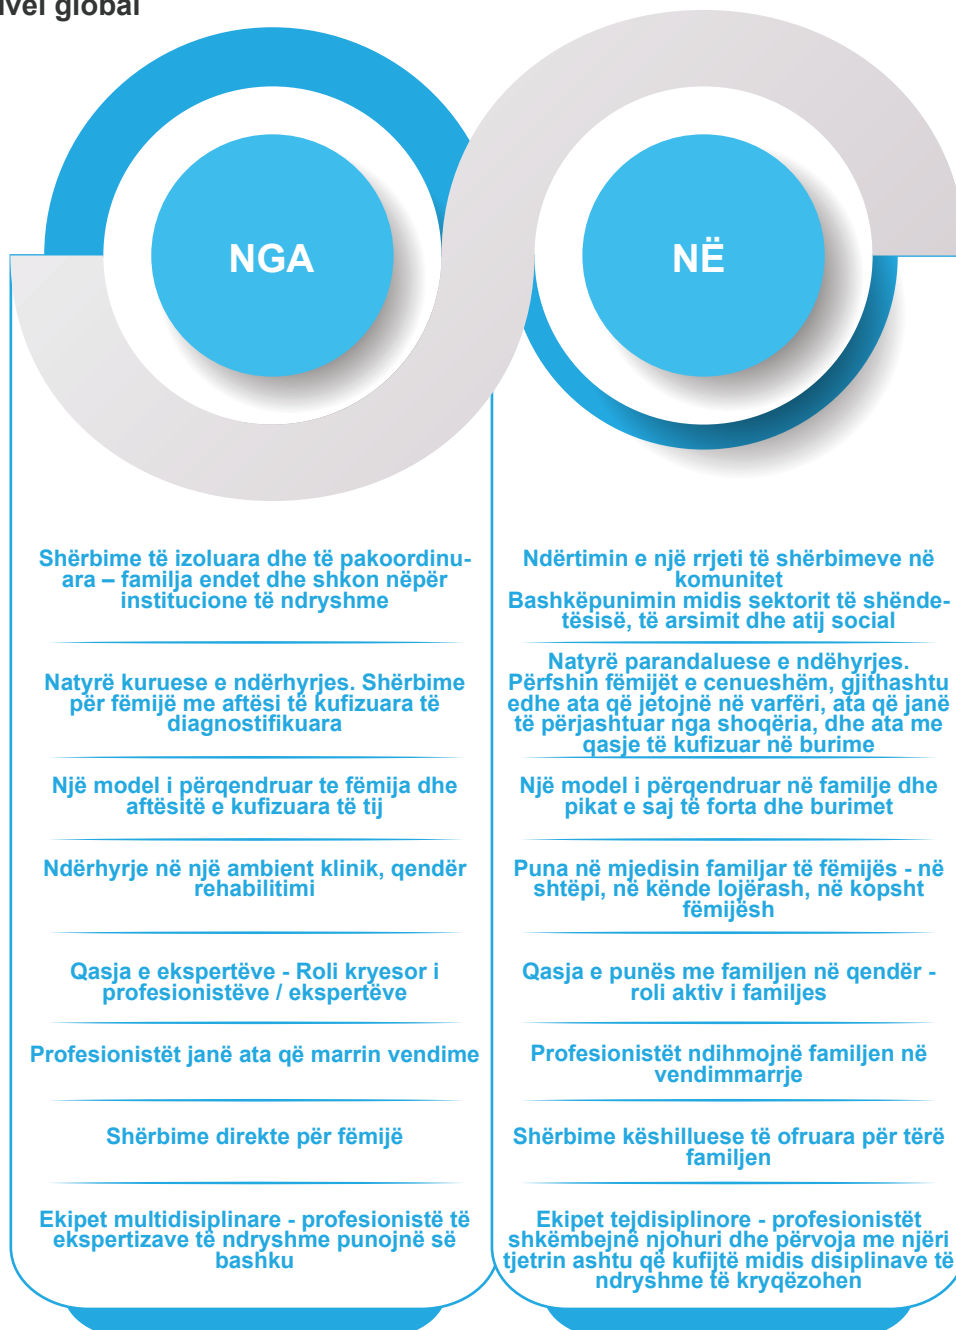 global
NGA
NË
Shërbime të izoluara dhe të pakoordinu-
ara – familja endet dhe shkon nëpër
institucione të ndryshme
Natyrë kuruese e ndërhyrjes. Shërbime
për fëmijë me aftësi të kufizuara të
diagnostifikuara
Një model i përqendruar te fëmija dhe
aftësitë e kufizuara të tij
Ndërhyrje në një ambient klinik, qendër
rehabilitimi
Qasja e ekspertëve - Roli kryesor i
profesionistëve / ekspertëve
Profesionistët janë ata që marrin vendime
Shërbime direkte për fëmijë
Ekipet multidisiplinare - profesionistë të
ekspertizave të ndryshme punojnë së
bashku
Ndërtimin e një rrjeti të shërbimeve në
komunitet
Bashkëpunimin midis sektorit të shënde-
tësisë, të arsimit dhe atij social
Natyrë parandaluese e ndëhyrjes.
Përfshin fëmijët e cenueshëm, gjithashtu
edhe ata që jetojnë në varfëri, ata që janë
të përjashtuar nga shoqëria, dhe ata me
qasje të kufizuar në burime
Një model i përqendruar në familje dhe
pikat e saj të forta dhe burimet
Puna në mjedisin familjar të fëmijës - në
shtëpi, në kënde lojërash, në kopsht
fëmijësh
Qasja e punës me familjen në qendër -
roli aktiv i familjes
Profesionistët ndihmojnë familjen në
vendimmarrje
Shërbime këshilluese të ofruara për tërë
familjen
Ekipet tejdisiplinore - profesionistët
shkëmbejnë njohuri dhe përvoja me njëri
tjetrin ashtu që kufijtë midis disiplinave të
ndryshme të kryqëzohen